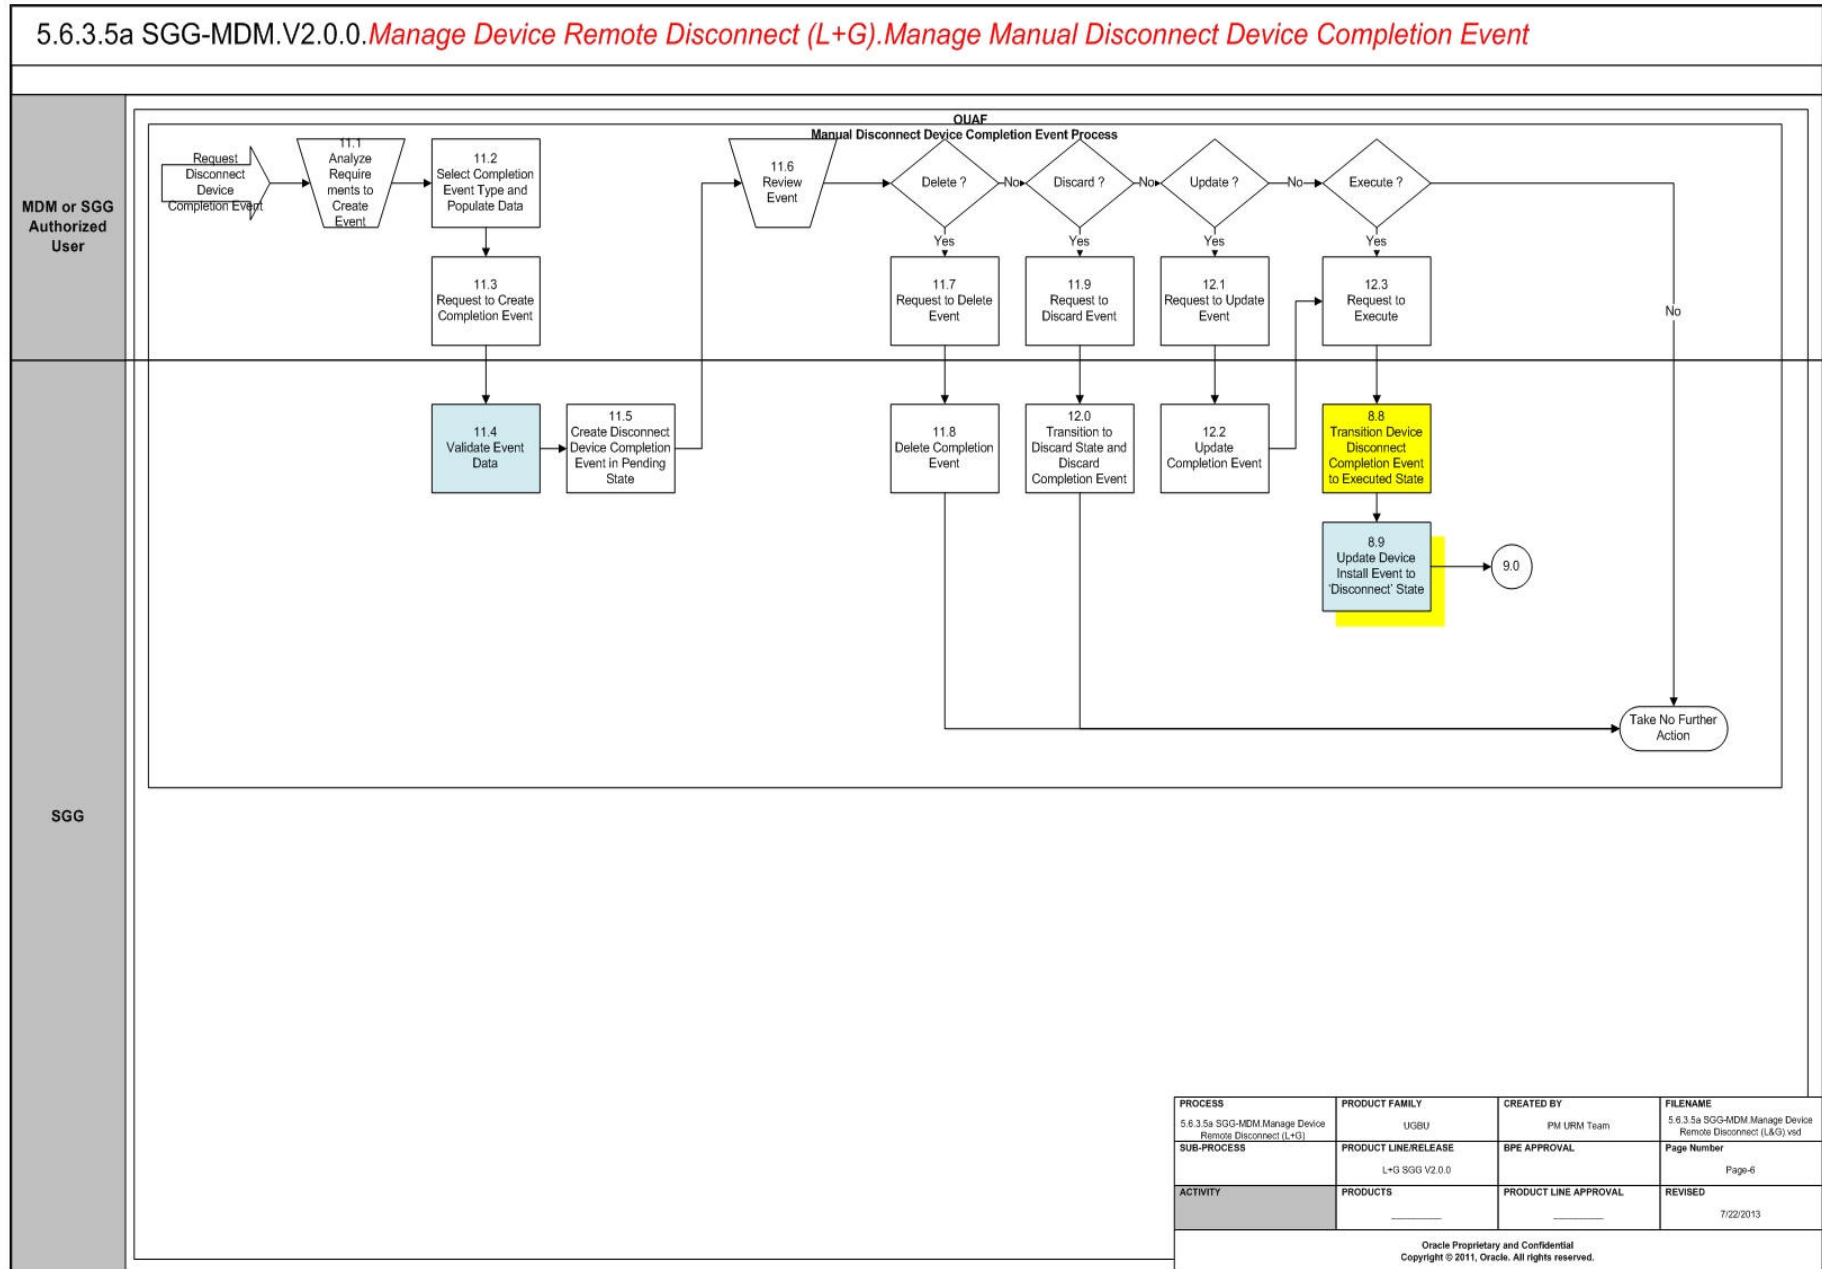 5.6.3.5a SGG-MDM.V2.0.0.Manage Device Remote Disconnect (L+G).Manage Manual Disconnect Device Completion Event
MDM or SGG
Authorized
User
SGG
OUAF
Manual Disconnect Device Completion Event Process
Request
Disconnect
Device
Completion Event
11.1
Analyze
Require
ments to
Create
Event
11.2
Select Completion
Event Type and
Populate Data
11.3
Request to Create
Completion Event
11.4
Validate Event
Data
11.5
Create Disconnect
Device Completion
Event in Pending
State
11.6
Review
Event
Delete ?
No
Discard ?
No
Update ?
No
Execute ?
Yes
Yes
Yes
Yes
No
11.7
Request to Delete
Event
11.9
Request to
Discard Event
12.1
Request to Update
Event
12.3
Request to
Execute
11.8
Delete Completion
Event
12.0
Transition to
Discard State and
Discard
Completion Event
12.2
Update
Completion Event
8.8
Transition Device
Disconnect
Completion Event
to Executed State
8.9
Update Device
Install Event to
'Disconnect' State
9.0
Take No Further
Action
PROCESS
5.6.3.5a SGG-MDM.Manage Device
Remote Disconnect (L+G)
PRODUCT FAMILY
UGBU
CREATED BY
PM URM Team
FILENAME
5.6.3.5a SGG-MDM.Manage Device
Remote Disconnect (L&G).vsd
SUB-PROCESS
PRODUCT LINE/RELEASE
L+G SGG V2.0.0
BPE APPROVAL
Page Number
Page-6
ACTIVITY
PRODUCTS
PRODUCT LINE APPROVAL
REVISED
7/22/2013
Oracle Proprietary and Confidential
Copyright © 2011, Oracle. All rights reserved.